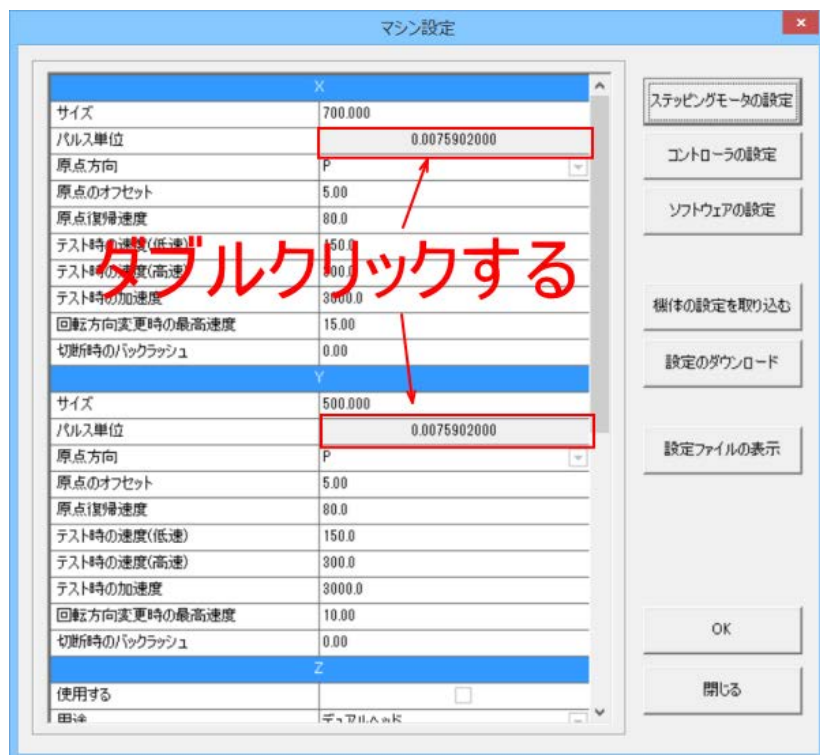 マシン設定
X
サイズ 700.000
パルス単位 0.0075902000
原点方向 P
原点のオフセット 5.00
原点復帰速度 80.0
テスト時の速度(低速) 150.0
テスト時の速度(高速) 300.0
テスト時の加速度 3000.0
回転方向変更時の最高速度 15.00
切断時のバックラッシュ 0.00
ダブルクリックする
Y
サイズ 500.000
パルス単位 0.0075902000
原点方向 P
原点のオフセット 5.00
原点復帰速度 80.0
テスト時の速度(低速) 150.0
テスト時の速度(高速) 300.0
テスト時の加速度 3000.0
回転方向変更時の最高速度 10.00
切断時のバックラッシュ 0.00
Z
使用する
用途 デュアルヘッド
ステッピングモータの設定
コントローラの設定
ソフトウェアの設定
機体の設定を取り込む
設定のダウンロード
設定ファイルの表示
OK
閉じる